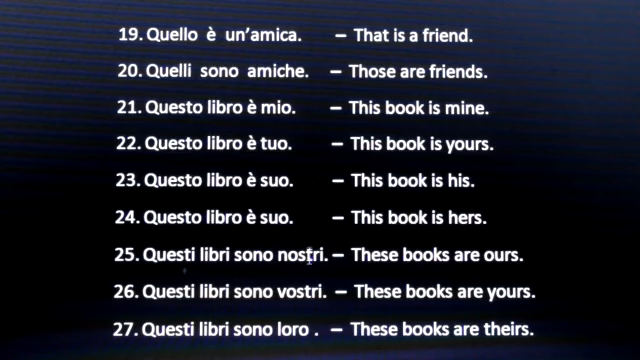 19. Quello è un'amica. – That is a friend.
20. Quelli sono amiche. – Those are friends.
21. Questo libro è mio. – This book is mine.
22. Questo libro è tuo. – This book is yours.
23. Questo libro è suo. – This book is his.
24. Questo libro è suo. – This book is hers.
25. Questi libri sono nostri. – These books are ours.
26. Questi libri sono vostri. – These books are yours.
27. Questi libri sono loro . – These books are theirs.